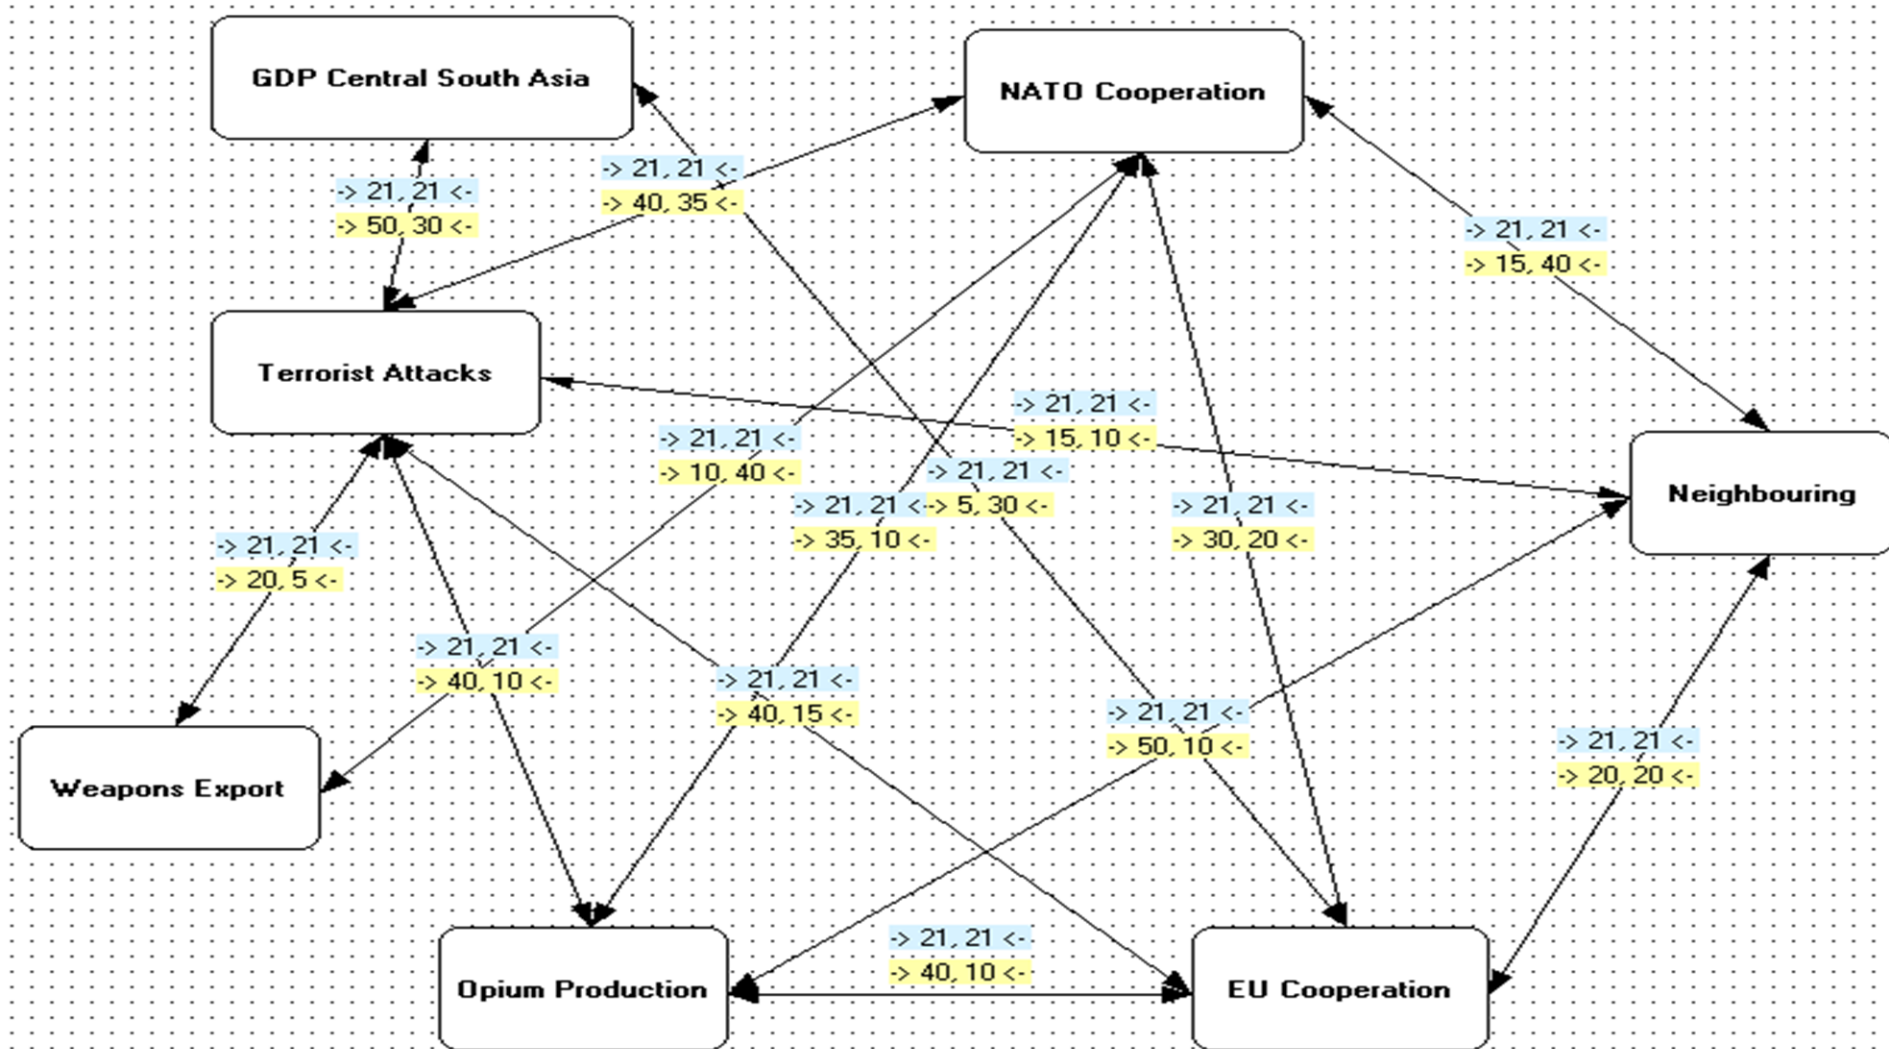 GDP Central South Asia
NATO Cooperation
-> 21, 21 <-
-> 40, 35 <-
-> 21, 21 <-
-> 50, 30 <-
-> 21, 21 <-
-> 15, 40 <-
Terrorist Attacks
-> 21, 21 <-
-> 15, 10 <-
-> 21, 21 <-
-> 10, 40 <-
-> 21, 21 <-
-> 5, 30 <-
-> 21, 21 <-
-> 35, 10 <-
-> 21, 21 <-
-> 30, 20 <-
Neighbouring
-> 21, 21 <-
-> 20, 5 <-
-> 21, 21 <-
-> 40, 10 <-
-> 21, 21 <-
-> 40, 15 <-
-> 21, 21 <-
-> 50, 10 <-
-> 21, 21 <-
-> 20, 20 <-
Weapons Export
-> 21, 21 <-
-> 40, 10 <-
Opium Production
EU Cooperation